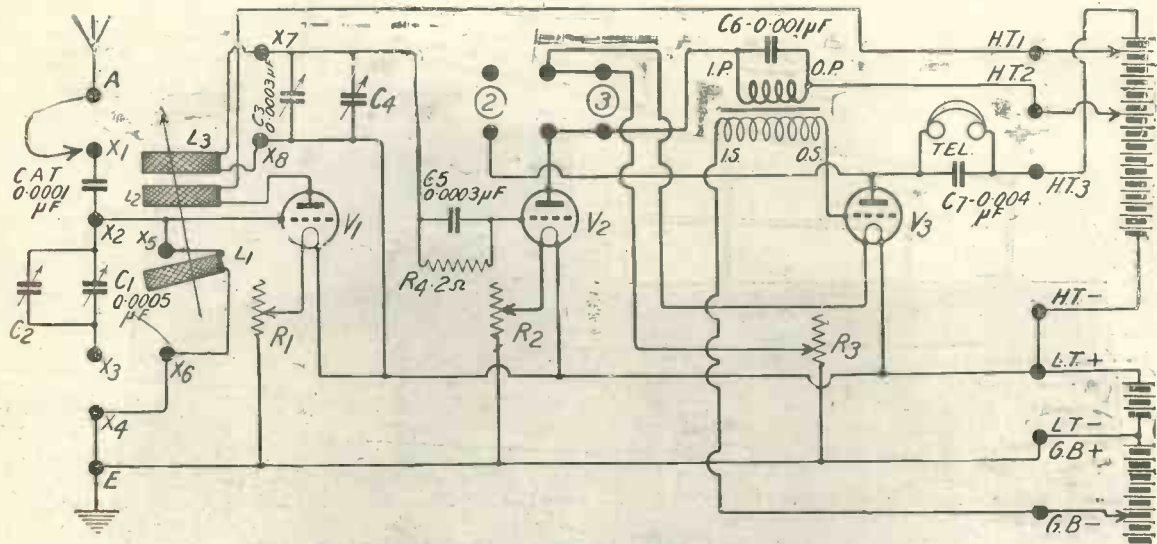 A
X1
CAT
0.0001
µF
X2
C2
C1
0.0005
µF
X3
X4
E
L3
L2
X5
L1
X6
X7
C3
0.0003µF
X8
C4
V1
R1
C5
0.0003µF
R4·2Ω
R2
V2
2
3
C6-0.001µF
I.P.
O.P.
I.S.
O.S.
TEL.
C7-0.004
µF
V3
R3
H.T.1
H.T.2
H.T.3
H.T.-
L.T.+
L.T-
G.B+
G.B-